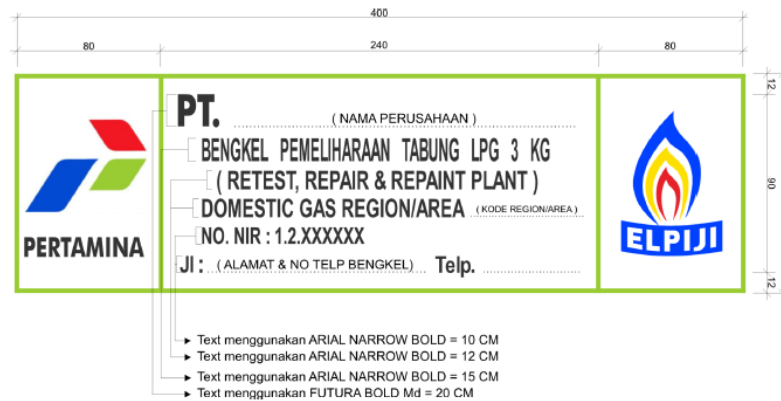 400
80 240 80
PT. ( NAMA PERUSAHAAN )
BENGKEL PEMELIHARAAN TABUNG LPG 3 KG
( RETEST, REPAIR & REPAINT PLANT )
DOMESTIC GAS REGION/AREA ( KODE REGION/AREA )
NO. NIR : 1.2.XXXXXX
Jl : ( ALAMAT & NO TELP BENGKEL) Telp.
PERTAMINA
ELPIJI
12
90
12
Text menggunakan ARIAL NARROW BOLD = 10 CM
Text menggunakan ARIAL NARROW BOLD = 12 CM
Text menggunakan ARIAL NARROW BOLD = 15 CM
Text menggunakan FUTURA BOLD Md = 20 CM